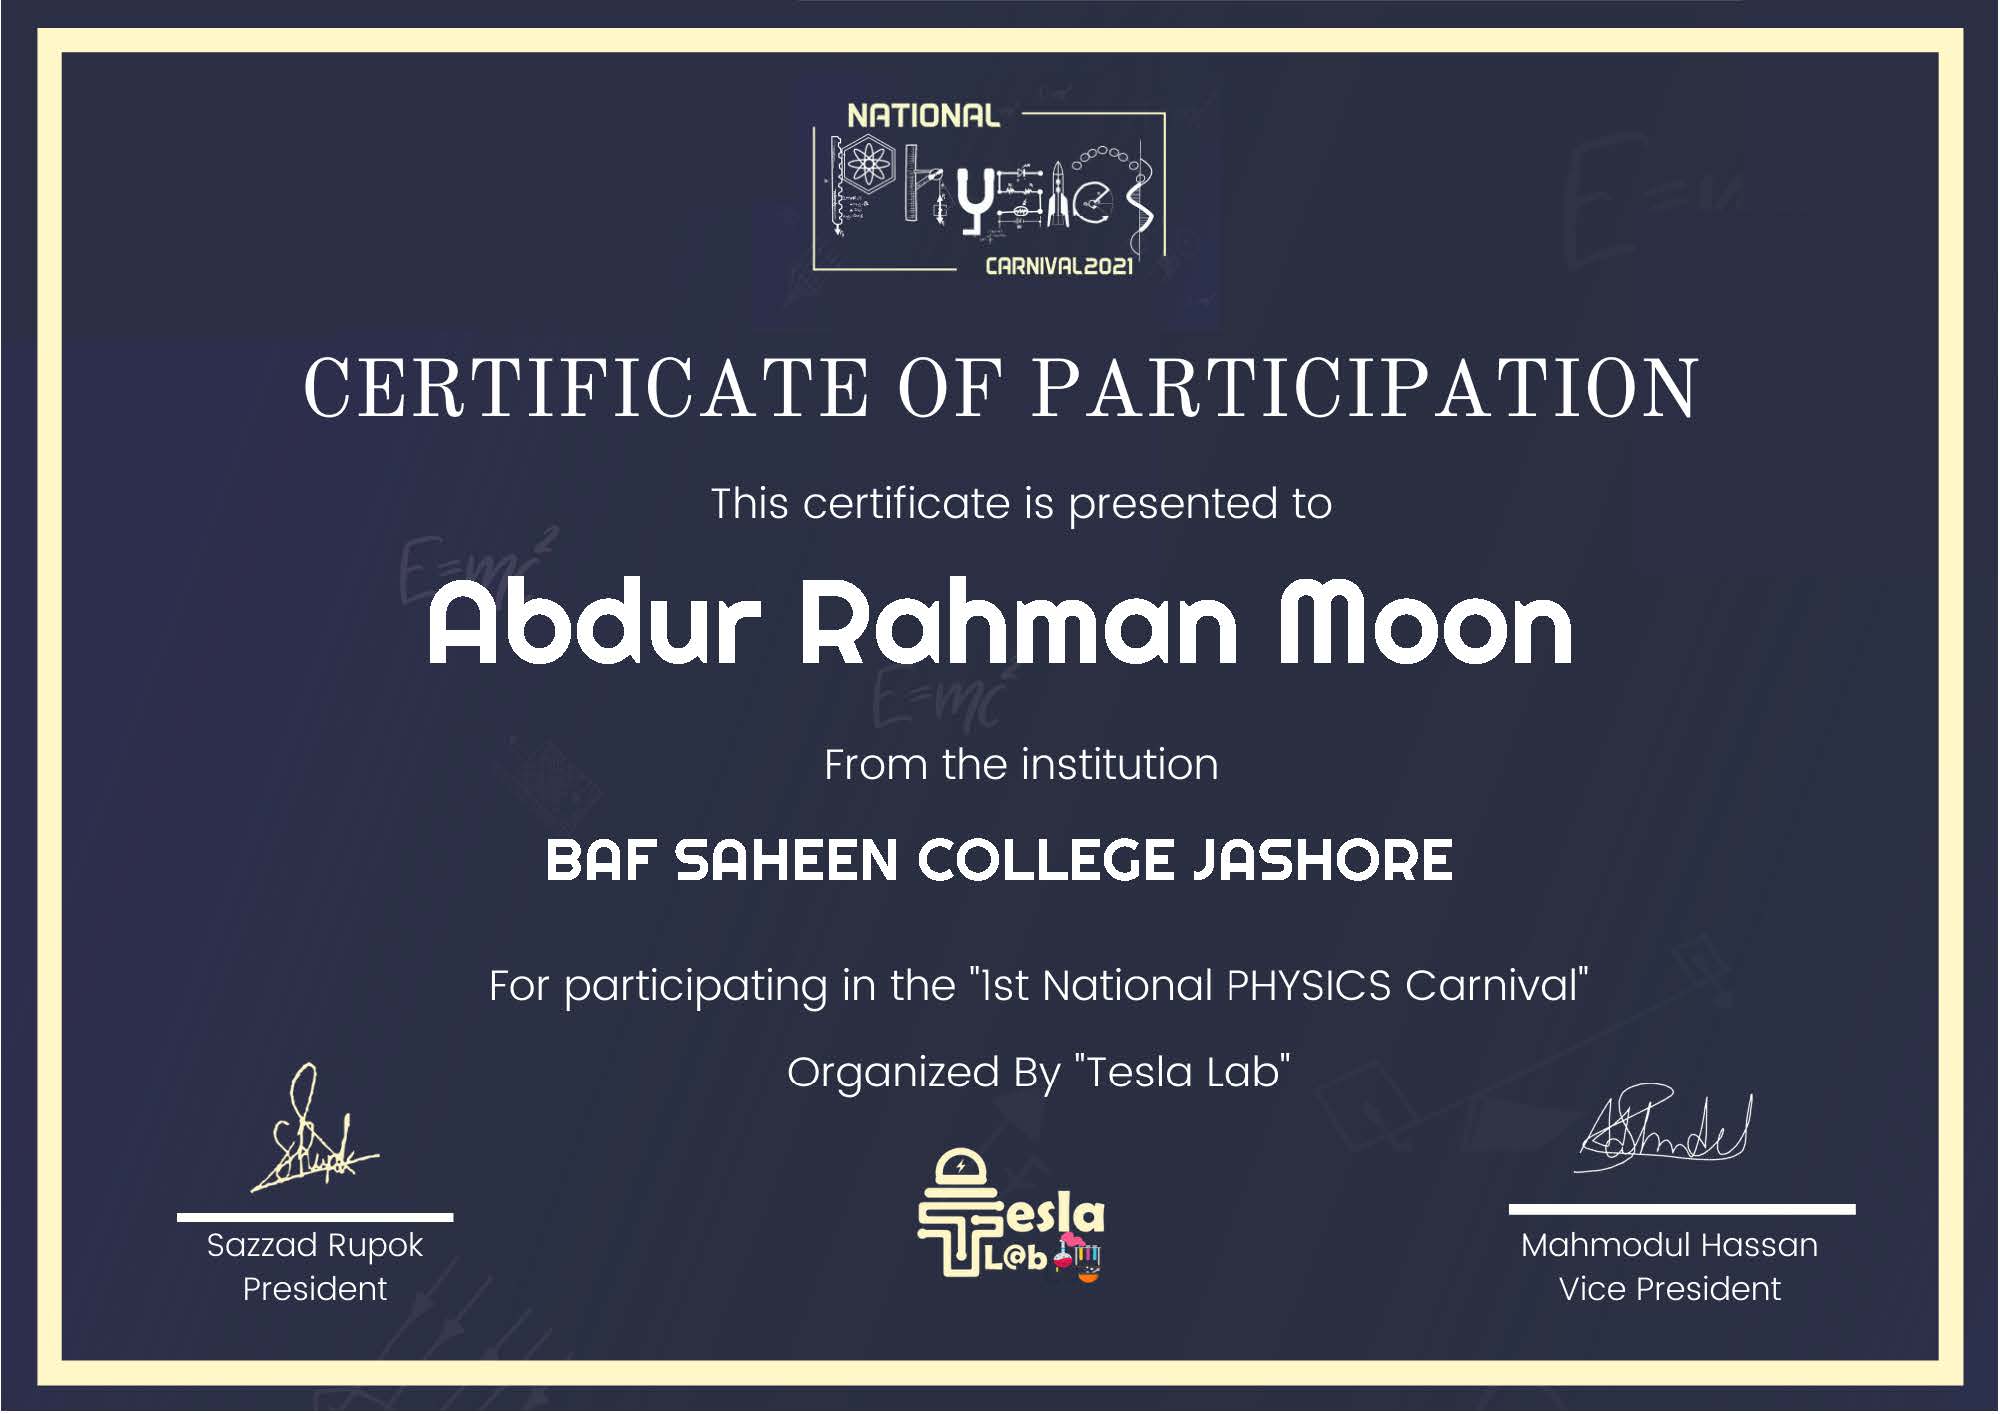 NATIONAL
Physics
CARNIVAL2021
CERTIFICATE OF PARTICIPATION
This certificate is presented to
E=mc²
Abdur Rahman Moon
E=mc²
From the institution
BAF SAHEEN COLLEGE JASHORE
For participating in the "1st National PHYSICS Carnival"
Organized By "Tesla Lab"
Tesla
L@b
Sazzad Rupok
President
Mahmodul Hassan
Vice President